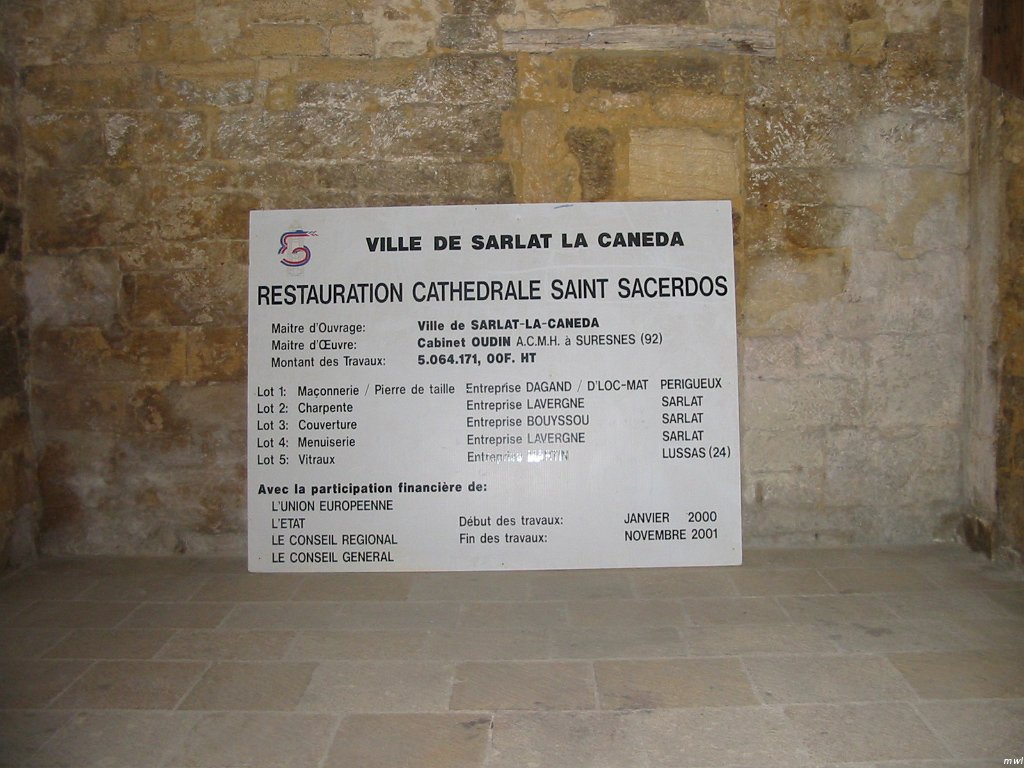 VILLE DE SARLAT LA CANEDA
RESTAURATION CATHEDRALE SAINT SACERDOS
Maitre d'Ouvrage: Ville de SARLAT-LA-CANEDA
Maitre d'Œuvre: Cabinet OUDIN A.C.M.H. à SURESNES (92)
Montant des Travaux: 5.064.171, 00F. HT
Lot 1: Maçonnerie / Pierre de taille Entreprise DAGAND / D'LOC-MAT PERIGUEUX
Lot 2: Charpente Entreprise LAVERGNE SARLAT
Lot 3: Couverture Entreprise BOUYSSOU SARLAT
Lot 4: Menuiserie Entreprise LAVERGNE SARLAT
Lot 5: Vitraux Entreprise LUSSAS (24)
Avec la participation financière de:
L'UNION EUROPEENNE
L'ETAT Début des travaux: JANVIER 2000
LE CONSEIL REGIONAL Fin des travaux: NOVEMBRE 2001
LE CONSEIL GENERAL
mwl